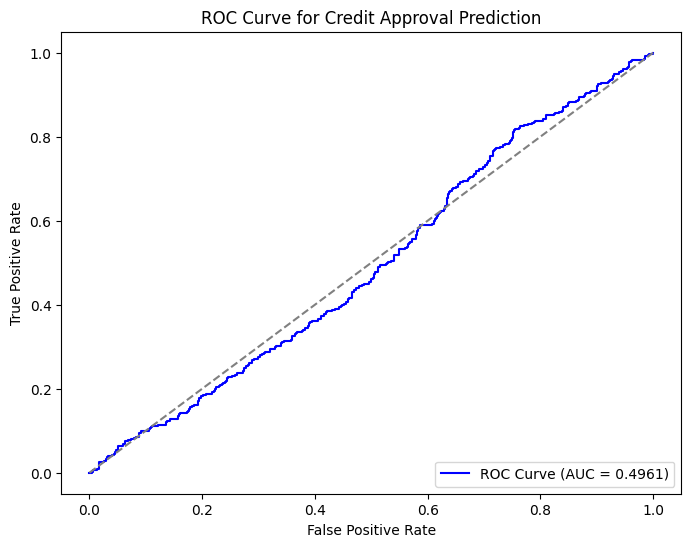 ROC Curve for Credit Approval Prediction
1.0
0.8
0.6
0.4
0.2
0.0
True Positive Rate
ROC Curve (AUC = 0.4961)
0.0 0.2 0.4 0.6 0.8 1.0
False Positive Rate